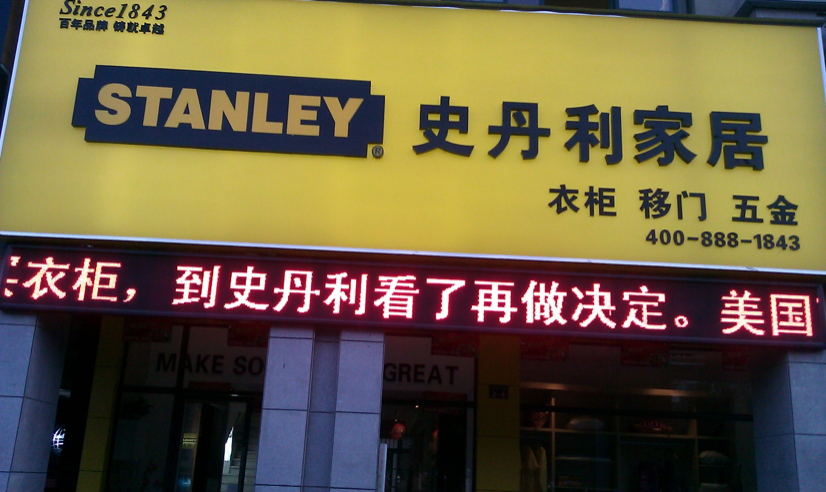 Since1843
百年品牌 铸就卓越
STANLEY®
史丹利家居
衣柜 移门 五金
400-888-1843
衣柜，到史丹利看了再做决定。美国
MAKE SO
GREAT